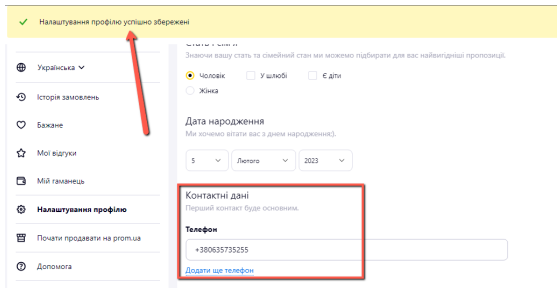 Налаштування профілю успішно збережені
Знаючи вашу стать та сімейний стан ми можемо підбирати для вас найвигідніші пропозиції.
Українська
Чоловік
У шлюбі
Є діти
Жінка
Історія замовлень
Бажане
Дата народження
Ми хочемо вітати вас з днем народження;).
Мої відгуки
5
Лютого
2023
Мій гаманець
Контактні дані
Перший контакт буде основним.
Налаштування профілю
Телефон
Почати продавати на prom.ua
+380635735255
Допомога
Додати ще телефон